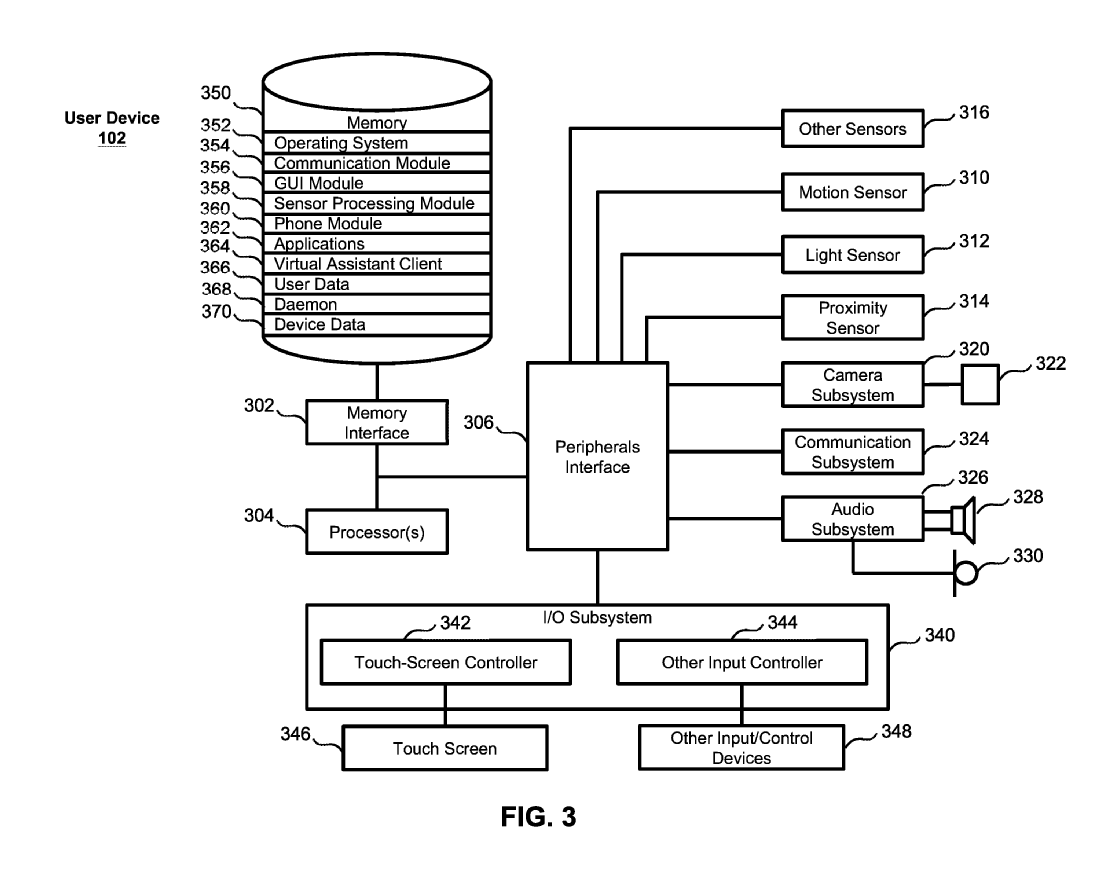 User Device
102
350
Memory
352
Operating System
354
Communication Module
356
GUI Module
358
Sensor Processing Module
360
Phone Module
362
Applications
364
Virtual Assistant Client
366
User Data
368
Daemon
370
Device Data
302
Memory
Interface
304
Processor(s)
306
Peripherals
Interface
Other Sensors
316
Motion Sensor
310
Light Sensor
312
Proximity
Sensor
314
Camera
Subsystem
320
322
Communication
Subsystem
324
Audio
Subsystem
326
328
330
I/O Subsystem
340
342
Touch-Screen Controller
344
Other Input Controller
346
Touch Screen
Other Input/Control
Devices
348
FIG. 3